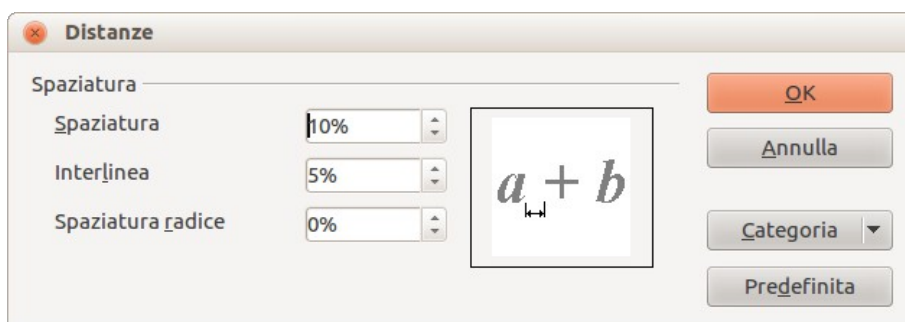 Distanze
Spaziatura
Spaziatura 10%
Interlinea 5%
Spaziatura radice 0%
a + b
OK
Annulla
Categoria
Predefinita